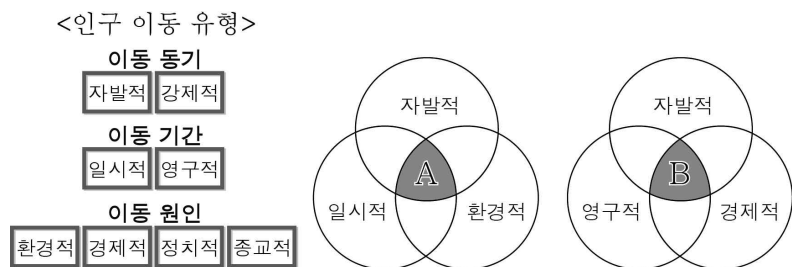 <인구 이동 유형>
이동 동기
자발적 강제적
이동 기간
일시적 영구적
이동 원인
환경적 경제적 정치적 종교적
자발적
A
일시적 환경적
자발적
B
영구적 경제적